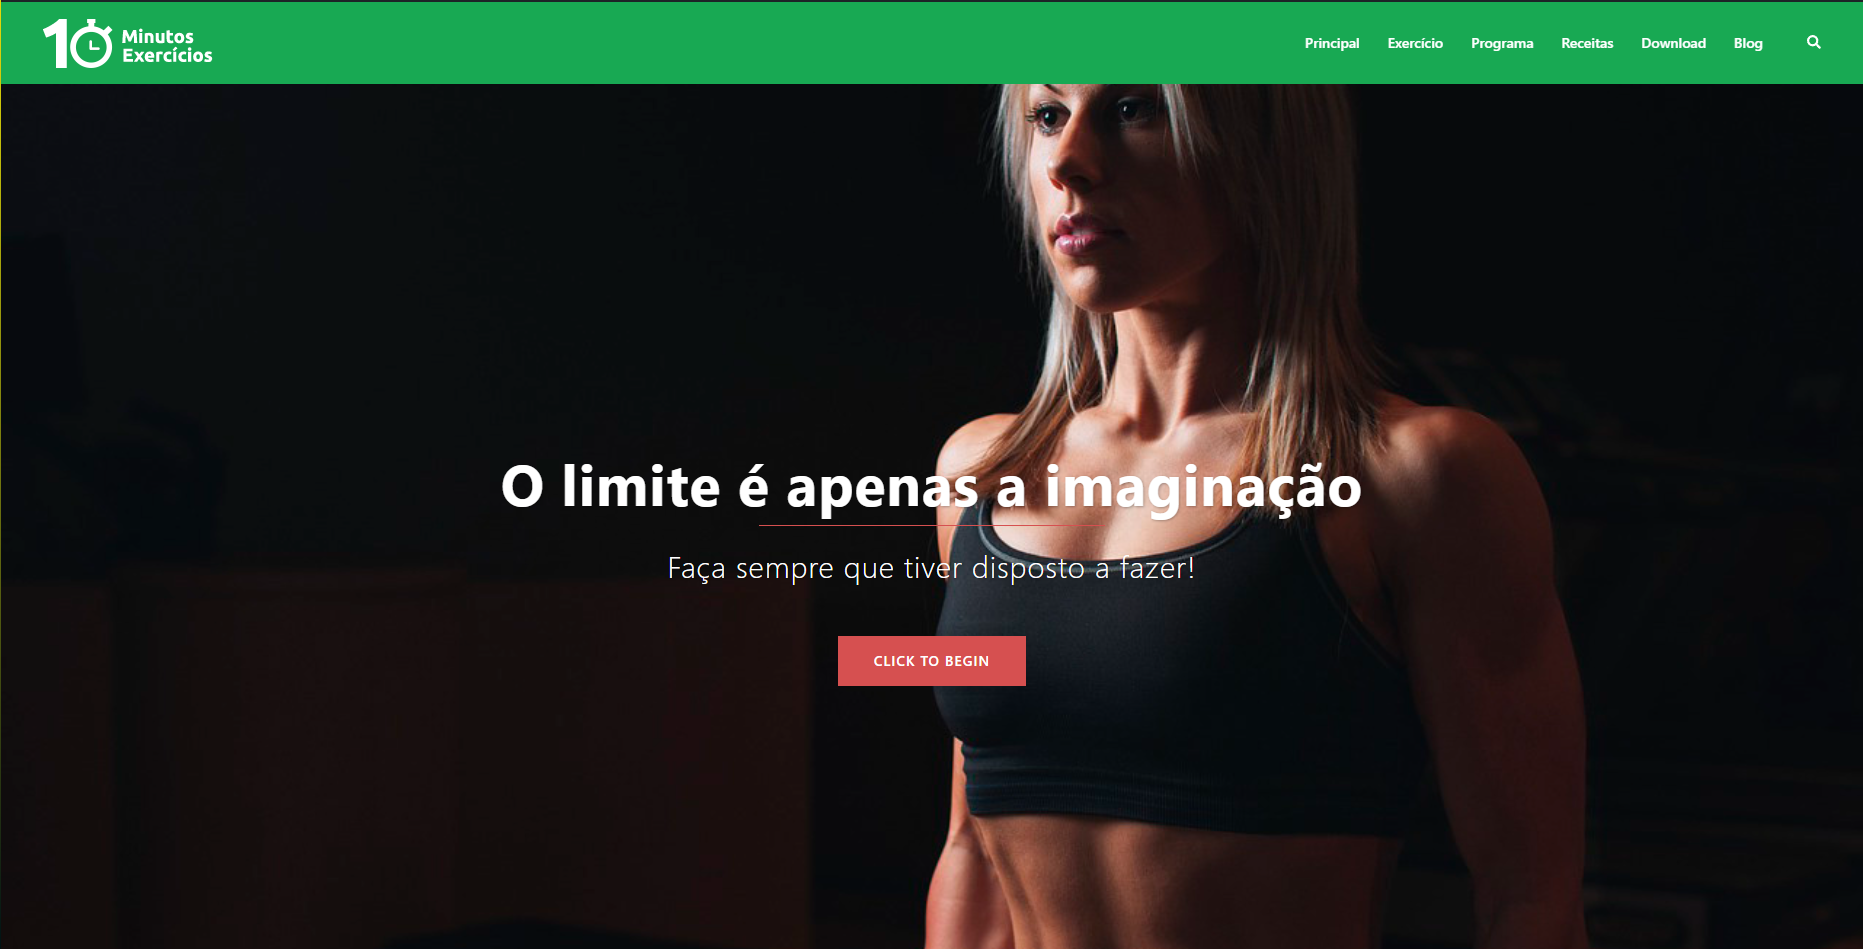 10 Minutos
Exercícios
Principal Exercício Programa Receitas Download Blog
O limite é apenas a imaginação
Faça sempre que tiver disposto a fazer!
CLICK TO BEGIN